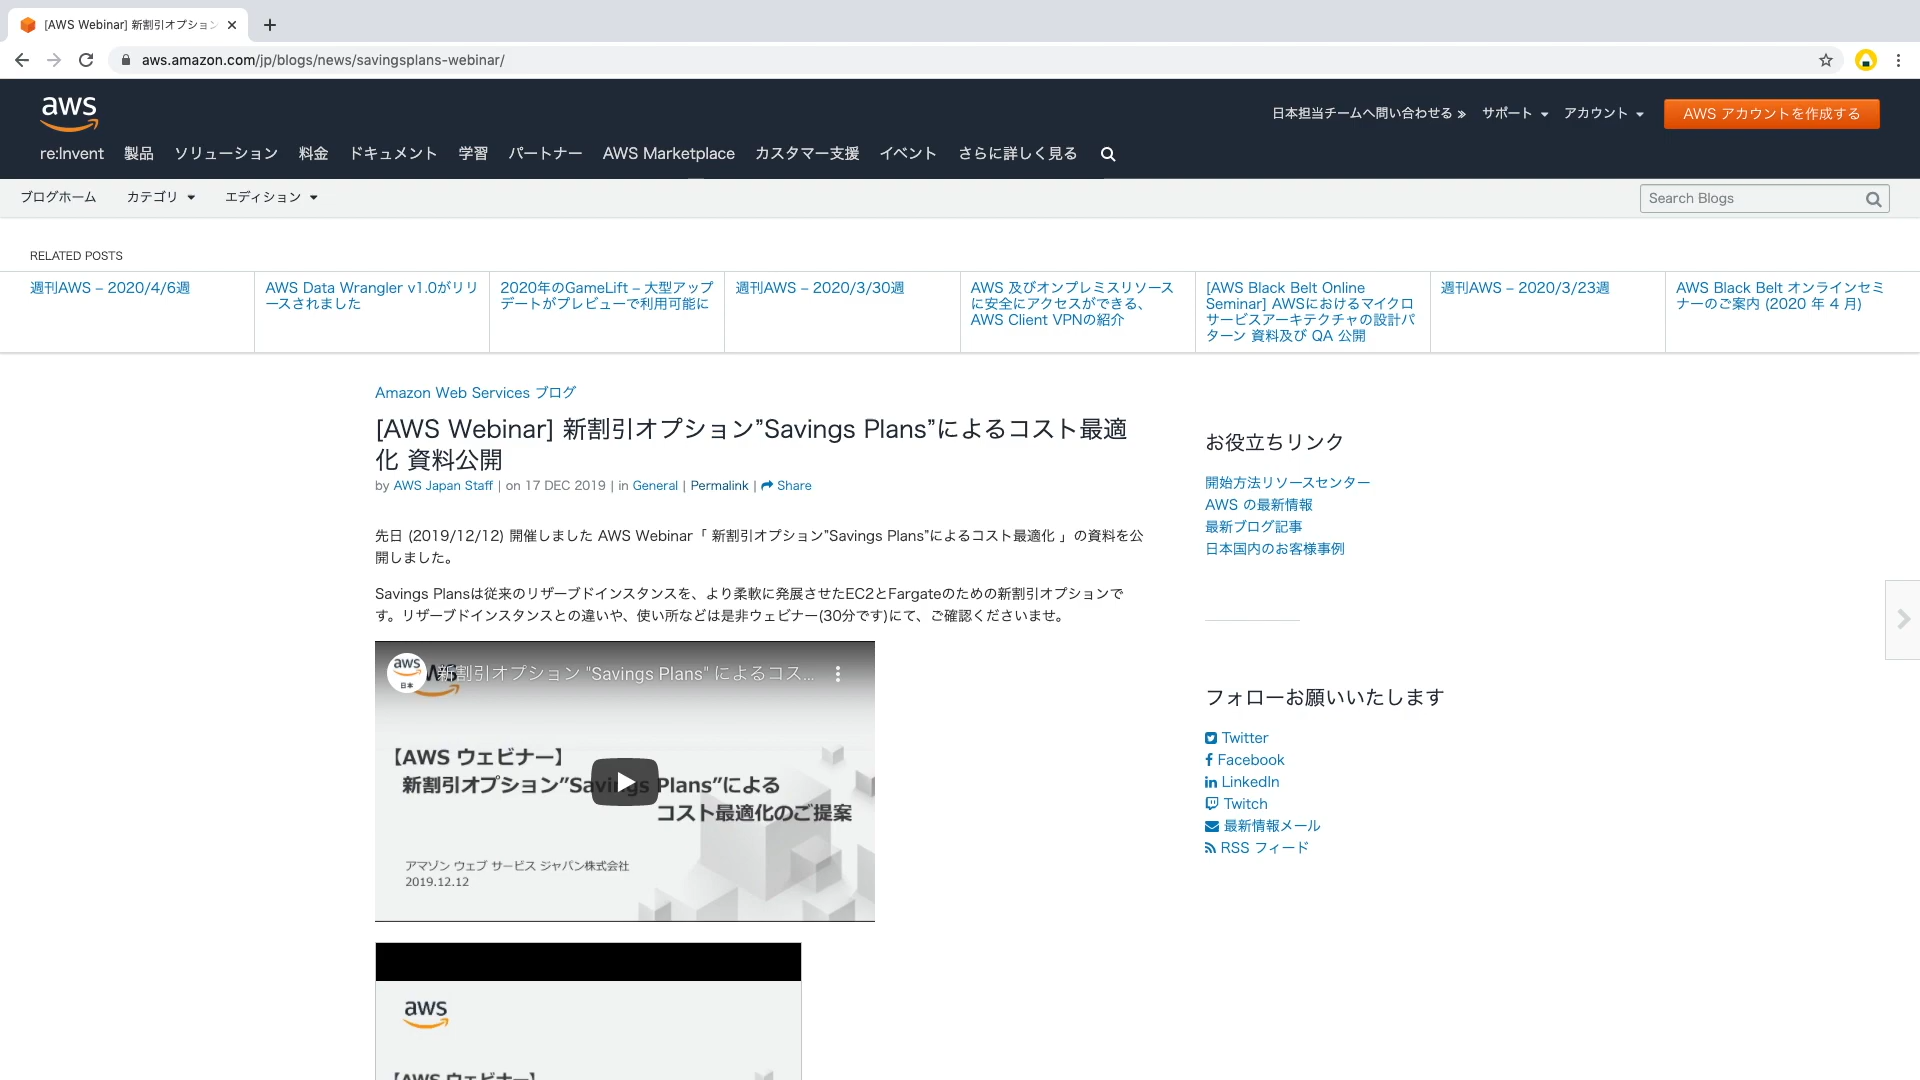 [AWS Webinar] 新割引オプション
aws.amazon.com/jp/blogs/news/savingsplans-webinar/
aws
日本担当チームへ問い合わせる
サポート
アカウント
AWS アカウントを作成する
re:Invent
製品
ソリューション
料金
ドキュメント
学習
パートナー
AWS Marketplace
カスタマー支援
イベント
さらに詳しく見る
ブログホーム
カテゴリ
エディション
Search Blogs
RELATED POSTS
週刊AWS – 2020/4/6週
AWS Data Wrangler v1.0がリリ
ースされました
2020年のGameLift – 大型アップ
デートがプレビューで利用可能に
週刊AWS – 2020/3/30週
AWS 及びオンプレミスリソース
に安全にアクセスができる、
AWS Client VPNの紹介
[AWS Black Belt Online
Seminar] AWSにおけるマイクロ
サービスアーキテクチャの設計パ
ターン 資料及び QA 公開
週刊AWS – 2020/3/23週
AWS Black Belt オンラインセミ
ナーのご案内 (2020 年 4 月)
Amazon Web Services ブログ
[AWS Webinar] 新割引オプション”Savings Plans”によるコスト最適
化 資料公開
by AWS Japan Staff | on 17 DEC 2019 | in General | Permalink | Share
先日 (2019/12/12) 開催しました AWS Webinar「 新割引オプション”Savings Plans”によるコスト最適化 」の資料を公
開しました。
Savings Plansは従来のリザーブドインスタンスを、より柔軟に発展させたEC2とFargateのための新割引オプションで
す。リザーブドインスタンスとの違いや、使い所などは是非ウェビナー(30分です)にて、ご確認くださいませ。
aws
日本
新割引オプション "Savings Plans" によるコス...
【AWS ウェビナー】
新割引オプション”Savings Plans”による
コスト最適化のご提案
アマゾン ウェブ サービス ジャパン株式会社
2019.12.12
aws
【AWS ウェビナー】
お役立ちリンク
開始方法リソースセンター
AWS の最新情報
最新ブログ記事
日本国内のお客様事例
フォローお願いいたします
Twitter
Facebook
LinkedIn
Twitch
最新情報メール
RSS フィード